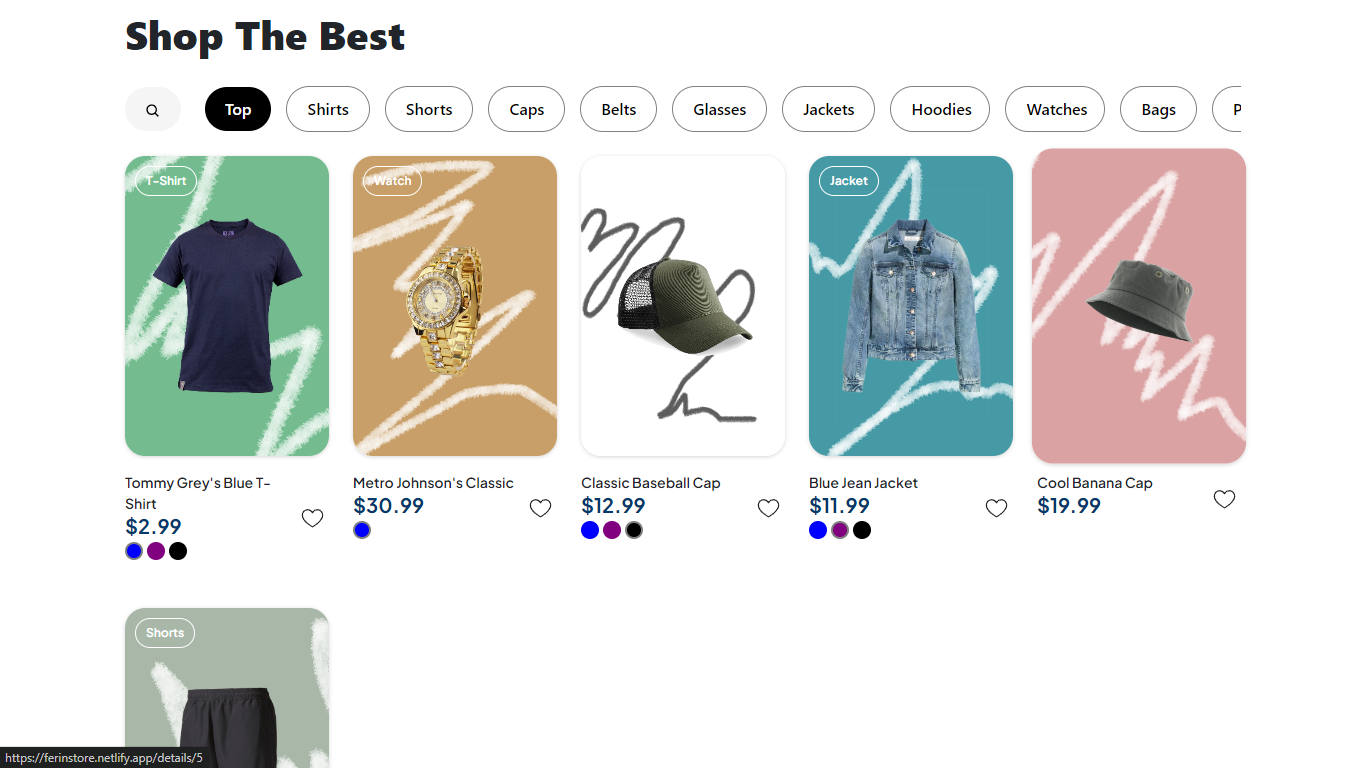 Shop The Best
Top Shirts Shorts Caps Belts Glasses Jackets Hoodies Watches Bags P
T-Shirt
Watch
Jacket
Tommy Grey's Blue T-
Shirt
$2.99
Metro Johnson's Classic
$30.99
Classic Baseball Cap
$12.99
Blue Jean Jacket
$11.99
Cool Banana Cap
$19.99
Shorts
https://ferinstore.netlify.app/details/5